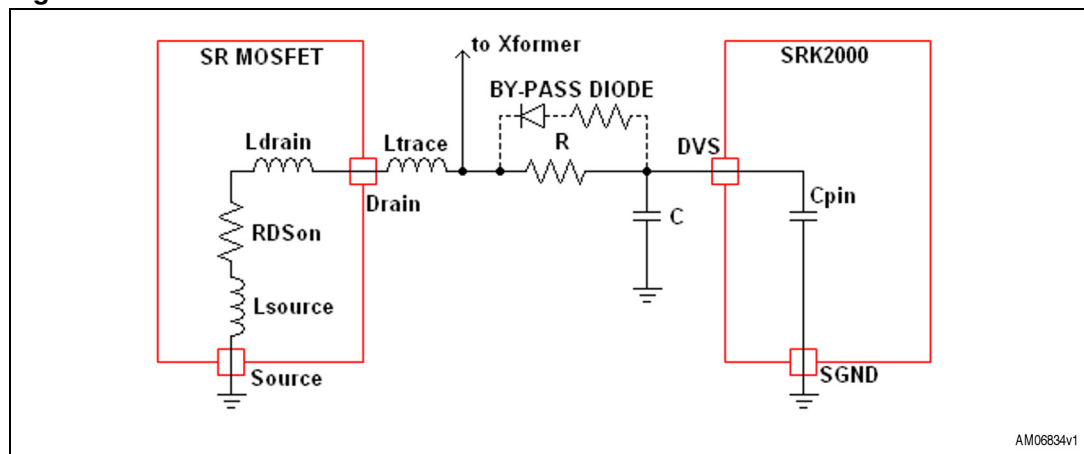 SR MOSFET
to Xformer
SRK2000
BY-PASS DIODE
Ldrain
Ltrace
R
DVS
Drain
Cpin
C
RDSon
Lsource
Source
SGND
AM06834v1